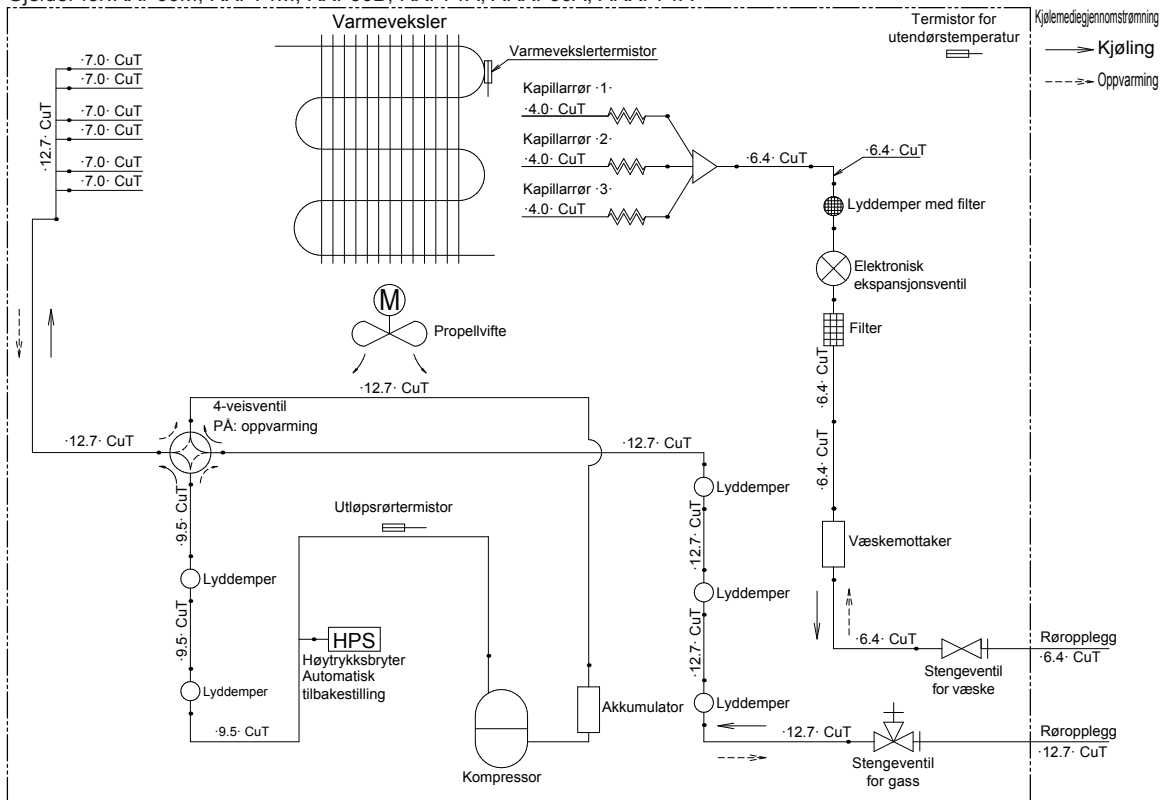 Varmeveksler
Termistor for
utendørstemperatur
Kjølemediegjennomstrømning
Kjøling
Oppvarming
Varmevekslertermistor
·7.0· CuT
·7.0· CuT
·7.0· CuT
·7.0· CuT
·7.0· CuT
·7.0· CuT
·12.7· CuT
Kapillarrør ·1·
·4.0· CuT
Kapillarrør ·2·
·4.0· CuT
Kapillarrør ·3·
·4.0· CuT
·6.4· CuT
·6.4· CuT
Lyddemper med filter
Elektronisk
ekspansjonsventil
Filter
·6.4· CuT
·6.4· CuT
M
Propellvifte
·12.7· CuT
4-veisventil
PÅ: oppvarming
·12.7· CuT
·12.7· CuT
·9.5· CuT
Lyddemper
·9.5· CuT
Lyddemper
·9.5· CuT
Utløpsrørtermistor
HPS
Høytrykksbryter
Automatisk
tilbakestilling
Kompressor
Akkumulator
Lyddemper
·12.7· CuT
Lyddemper
·12.7· CuT
Lyddemper
Væskemottaker
·6.4· CuT
Stengeventil
for væske
Røropplegg
·6.4· CuT
·12.7· CuT
Stengeventil
for gass
Røropplegg
·12.7· CuT